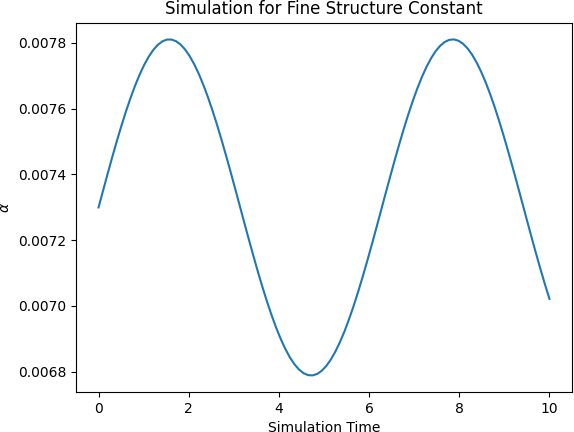 Simulation for Fine Structure Constant
0.0078
0.0076
0.0074
α
0.0072
0.0070
0.0068
0 2 4 6 8 10
Simulation Time